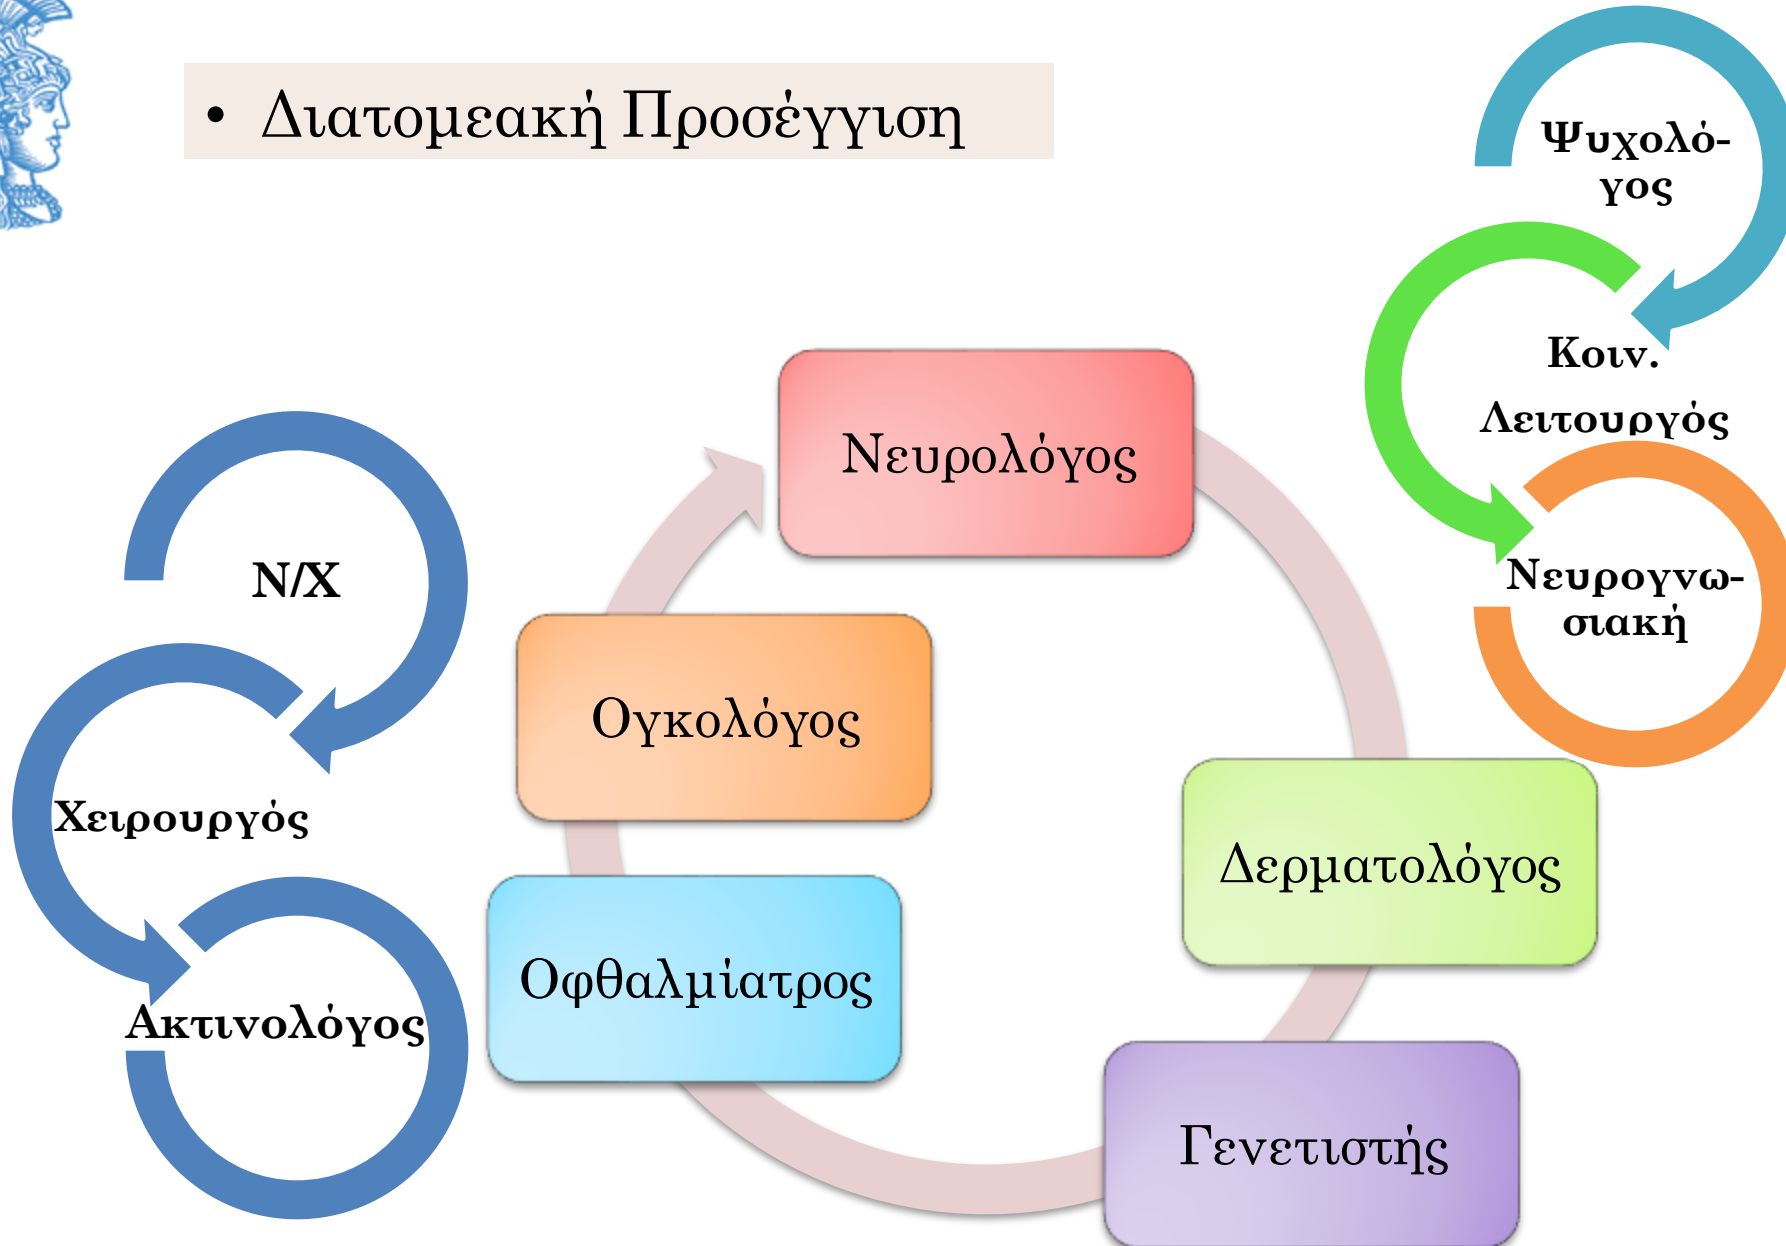 • Διατομεακή Προσέγγιση
Ψυχολό-
γος
Κοιν.
Λειτουργός
Νευρογνω-
σιακή
Νευρολόγος
Ν/Χ
Ογκολόγος
Χειρουργός
Δερματολόγος
Οφθαλμίατρος
Ακτινολόγος
Γενετιστής